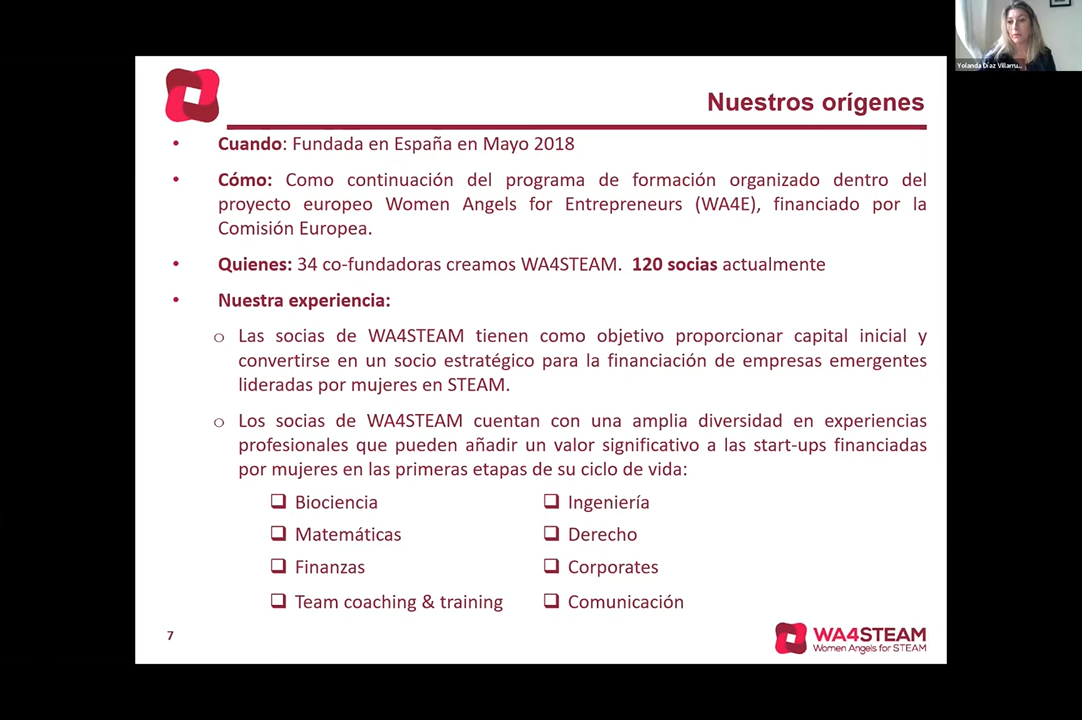 Yolanda Díaz Villarru...
Nuestros orígenes
• Cuando: Fundada en España en Mayo 2018
• Cómo: Como continuación del programa de formación organizado dentro del
proyecto europeo Women Angels for Entrepreneurs (WA4E), financiado por la
Comisión Europea.
• Quienes: 34 co-fundadoras creamos WA4STEAM. 120 socias actualmente
• Nuestra experiencia:
o Las socias de WA4STEAM tienen como objetivo proporcionar capital inicial y
convertirse en un socio estratégico para la financiación de empresas emergentes
lideradas por mujeres en STEAM.
o Los socias de WA4STEAM cuentan con una amplia diversidad en experiencias
profesionales que pueden añadir un valor significativo a las start-ups financiadas
por mujeres en las primeras etapas de su ciclo de vida:
❑ Biociencia
❑ Matemáticas
❑ Finanzas
❑ Team coaching & training
❑ Ingeniería
❑ Derecho
❑ Corporates
❑ Comunicación
7
WA4STEAM
Women Angels for STEAM